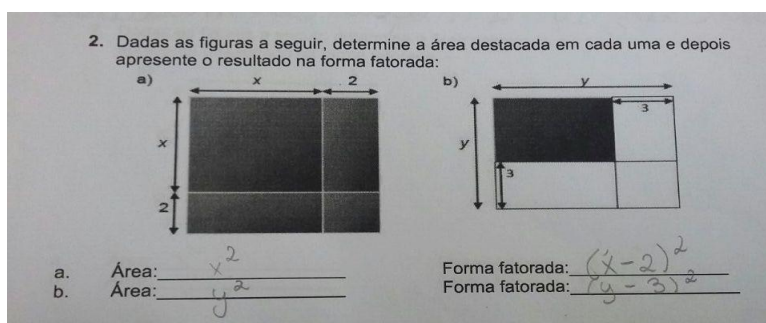 2. Dadas as figuras a seguir, determine a área destacada em cada uma e depois
apresente o resultado na forma fatorada:
a) x 2
x
2
b) y
3
y
3
a. Área: x² Forma fatorada: (x-2)²
b. Área: y² Forma fatorada: (y-3)²